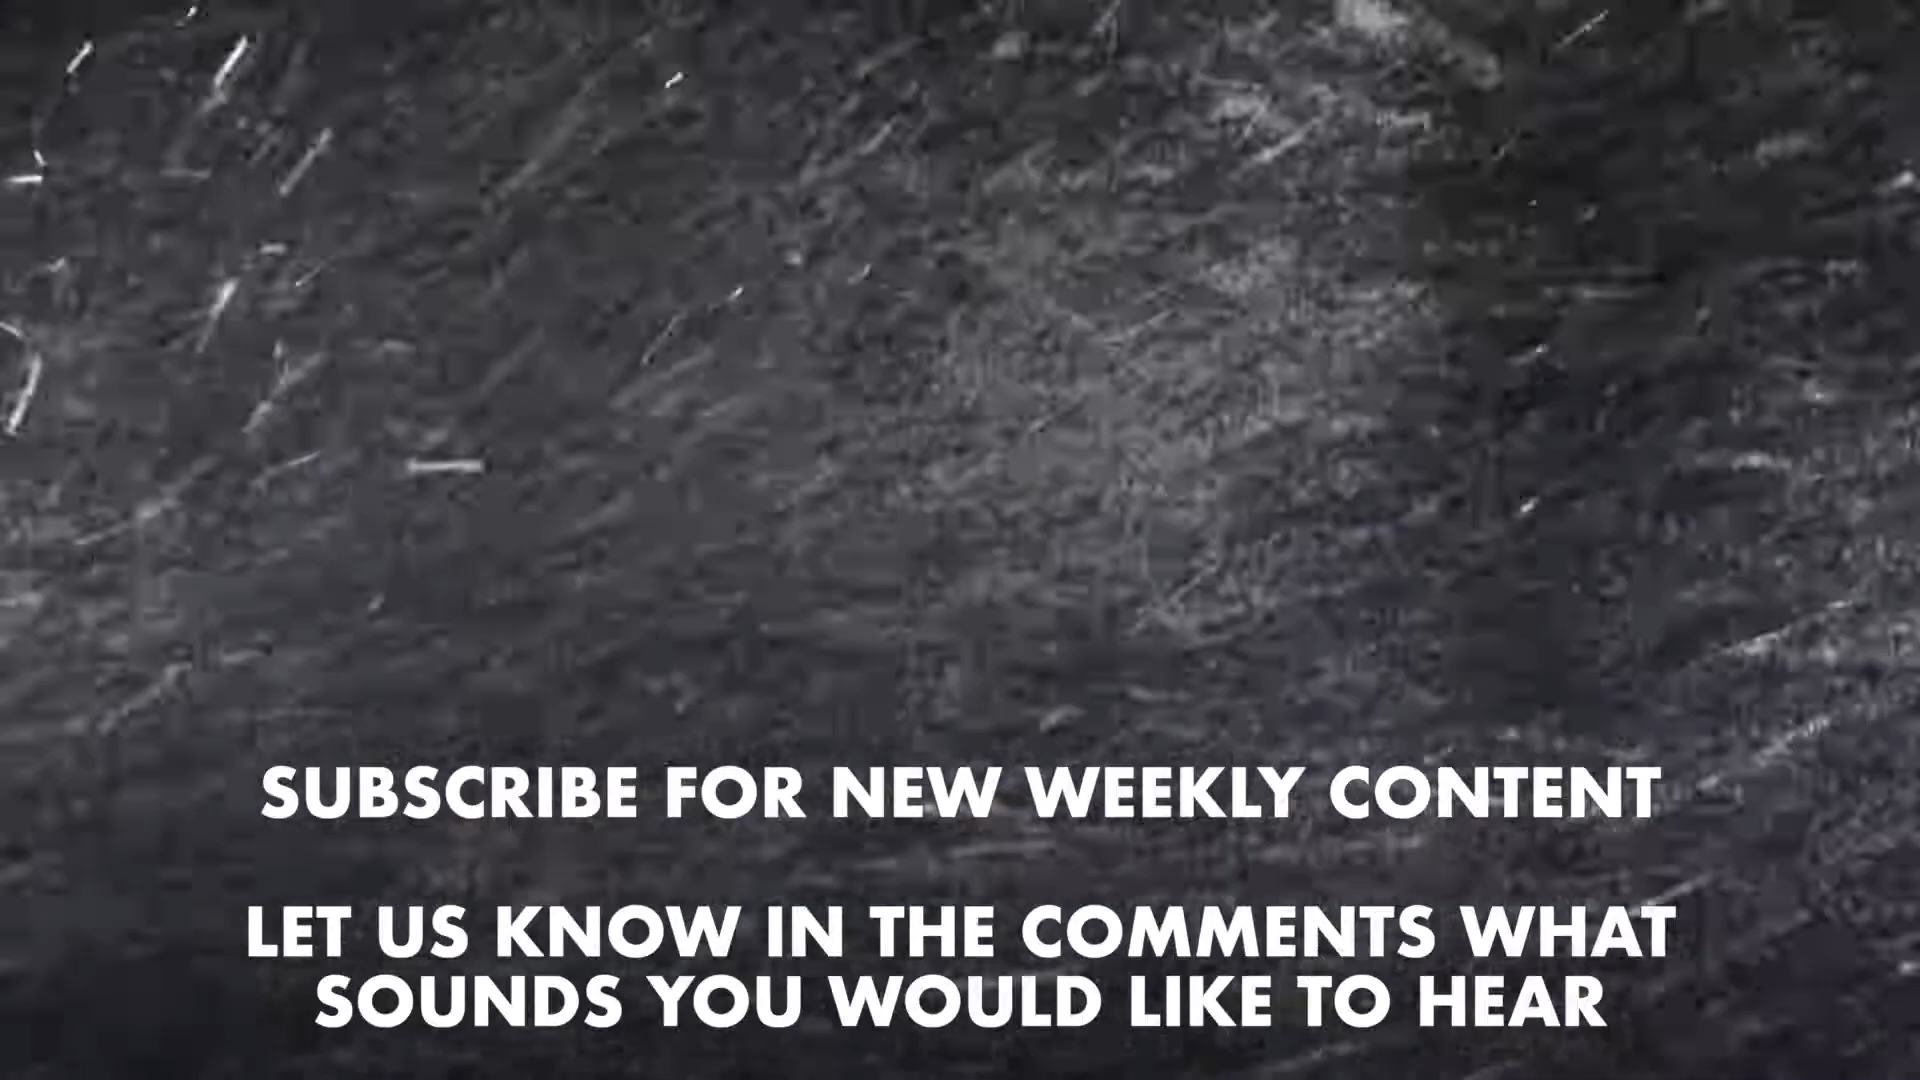 SUBSCRIBE FOR NEW WEEKLY CONTENT
LET US KNOW IN THE COMMENTS WHAT
SOUNDS YOU WOULD LIKE TO HEAR